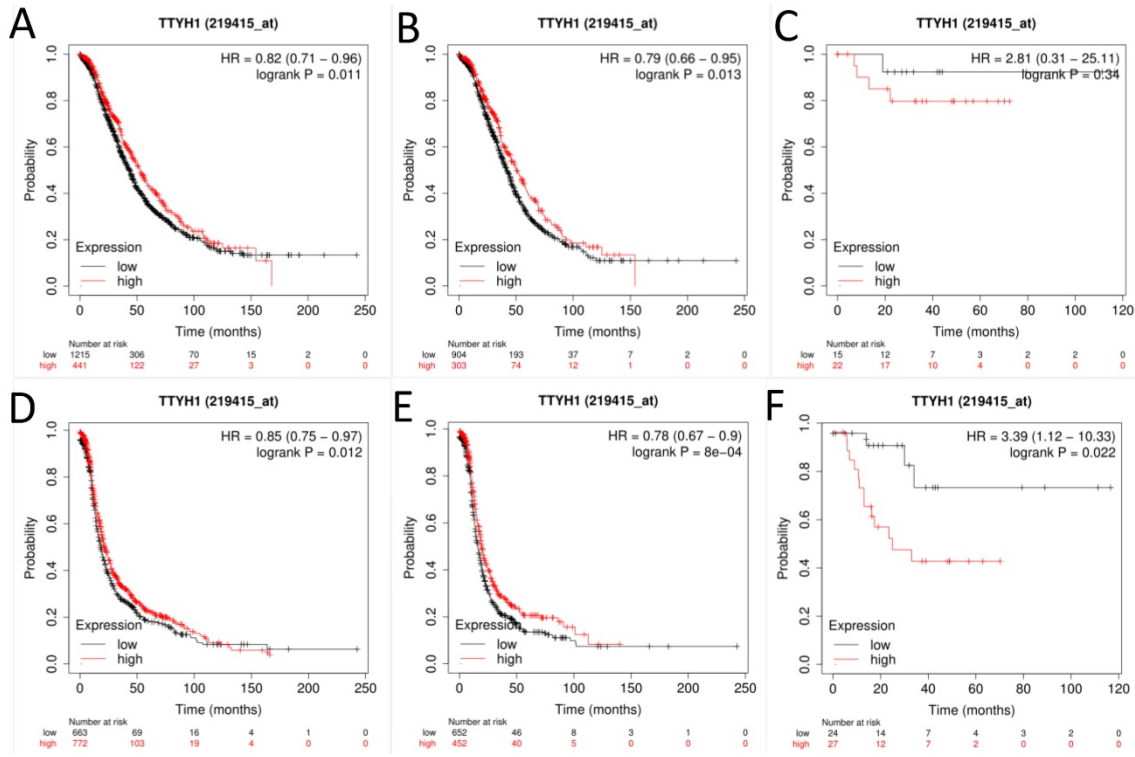 A
TTYH1 (219415_at)
HR = 0.82 (0.71 − 0.96)
logrank P = 0.011
Probability
1.0
0.8
0.6
0.4
0.2
0.0
Expression
low
high
0 50 100 150 200 250
Time (months)
Number at risk
low 1215 306 70 15 2 0
high 441 122 27 3 0 0
B
TTYH1 (219415_at)
HR = 0.79 (0.66 − 0.95)
logrank P = 0.013
Probability
1.0
0.8
0.6
0.4
0.2
0.0
Expression
low
high
0 50 100 150 200 250
Time (months)
Number at risk
low 904 193 37 7 2 0
high 303 74 12 1 0 0
C
TTYH1 (219415_at)
HR = 2.81 (0.31 − 25.11)
logrank P = 0.34
Probability
1.0
0.8
0.6
0.4
0.2
0.0
Expression
low
high
0 20 40 60 80 100 120
Time (months)
Number at risk
low 15 12 7 3 2 2 0
high 22 17 10 4 0 0 0
D
TTYH1 (219415_at)
HR = 0.85 (0.75 − 0.97)
logrank P = 0.012
Probability
1.0
0.8
0.6
0.4
0.2
0.0
Expression
low
high
0 50 100 150 200 250
Time (months)
Number at risk
low 663 69 16 4 1 0
high 772 103 19 4 0 0
E
TTYH1 (219415_at)
HR = 0.78 (0.67 − 0.9)
logrank P = 8e−04
Probability
1.0
0.8
0.6
0.4
0.2
0.0
Expression
low
high
0 50 100 150 200 250
Time (months)
Number at risk
low 652 46 8 3 1 0
high 452 40 5 0 0 0
F
TTYH1 (219415_at)
HR = 3.39 (1.12 − 10.33)
logrank P = 0.022
Probability
1.0
0.8
0.6
0.4
0.2
0.0
Expression
low
high
0 20 40 60 80 100 120
Time (months)
Number at risk
low 24 14 7 4 3 2 0
high 27 12 7 2 0 0 0